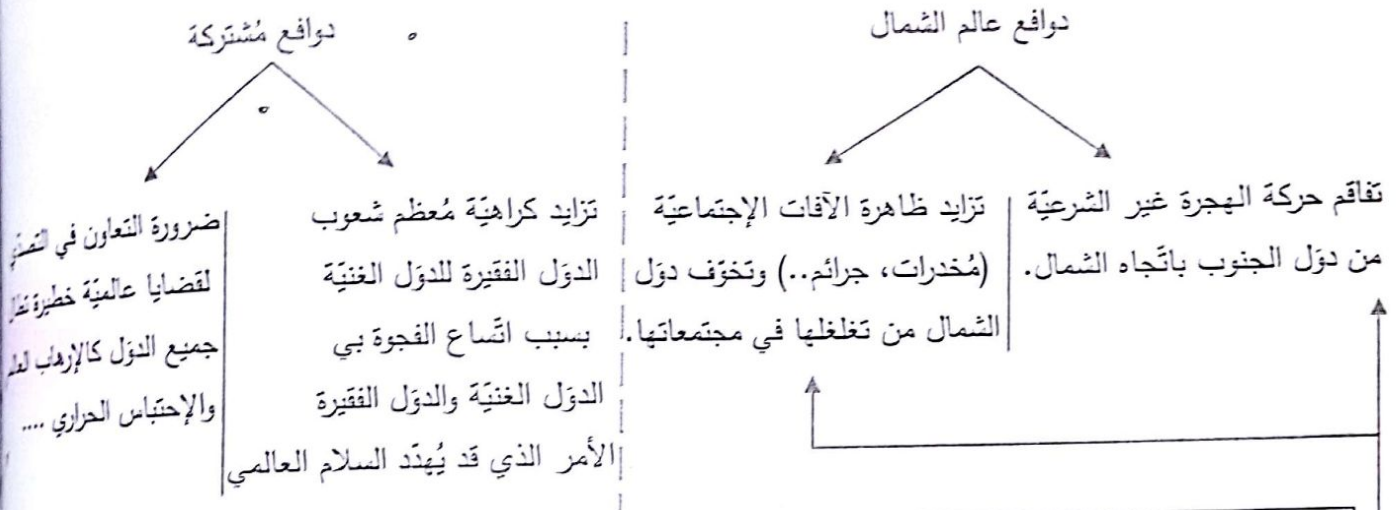 دوافع عالم الشمال
تفاقم حركة الهجرة غير الشرعيّة
من دوَل الجنوب باتّجاه الشمال.
تزايد ظاهرة الآفات الإجتماعيّة
(مُخدرات، جرائم..) وتخوّف دوَل
الشمال من تغلغلها في مجتمعاتها.
دوافع مُشتركة
تزايد كراهيّة مُعظم شعوب
الدوَل الفقيرة للدوَل الغنيّة
بسبب اتّساع الفجوة بي
الدوَل الغنيّة والدوَل الفقيرة
الأمر الذي قد يُهدّد السلام العالمي
ضرورة التعاون في
لقضايا عالميّة خطيرة
جميع الدوَل كالإرهاب
والإحتباس الحراري ....